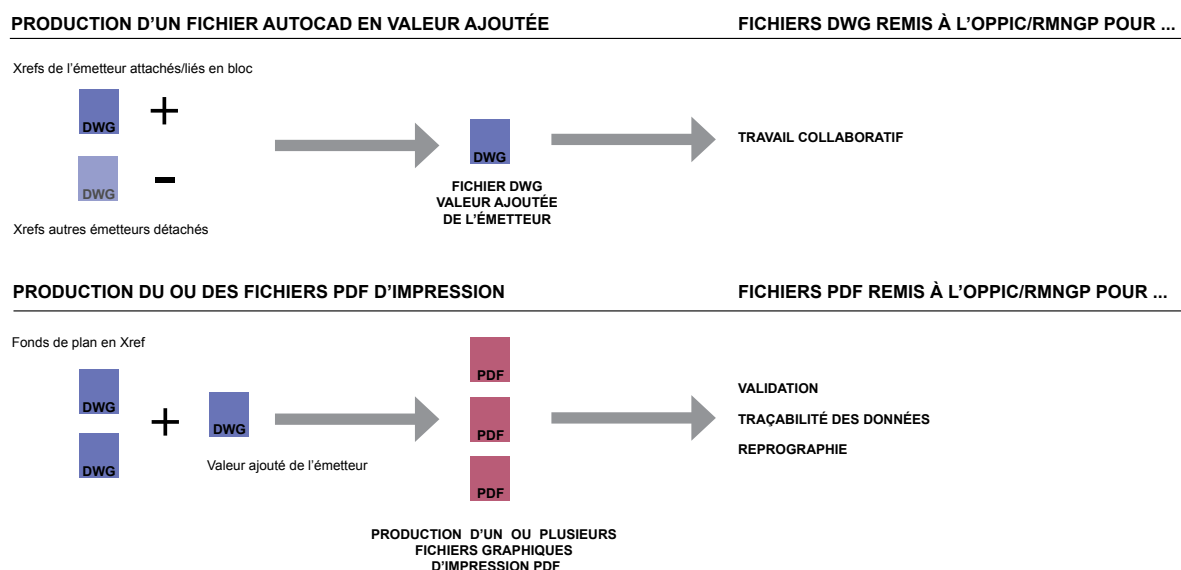 PRODUCTION D'UN FICHIER AUTOCAD EN VALEUR AJOUTÉE
FICHIERS DWG REMIS À L'OPPIC/RMNGP POUR ...
Xrefs de l'émetteur attachés/liés en bloc
DWG
+
DWG
-
Xrefs autres émetteurs détachés
DWG
FICHIER DWG
VALEUR AJOUTÉE
DE L'ÉMETTEUR
TRAVAIL COLLABORATIF
PRODUCTION DU OU DES FICHIERS PDF D'IMPRESSION
FICHIERS PDF REMIS À L'OPPIC/RMNGP POUR ...
Fonds de plan en Xref
DWG
DWG
+
DWG
Valeur ajouté de l'émetteur
PDF
PDF
PDF
PRODUCTION D'UN OU PLUSIEURS
FICHIERS GRAPHIQUES
D'IMPRESSION PDF
VALIDATION
TRAÇABILITÉ DES DONNÉES
REPROGRAPHIE